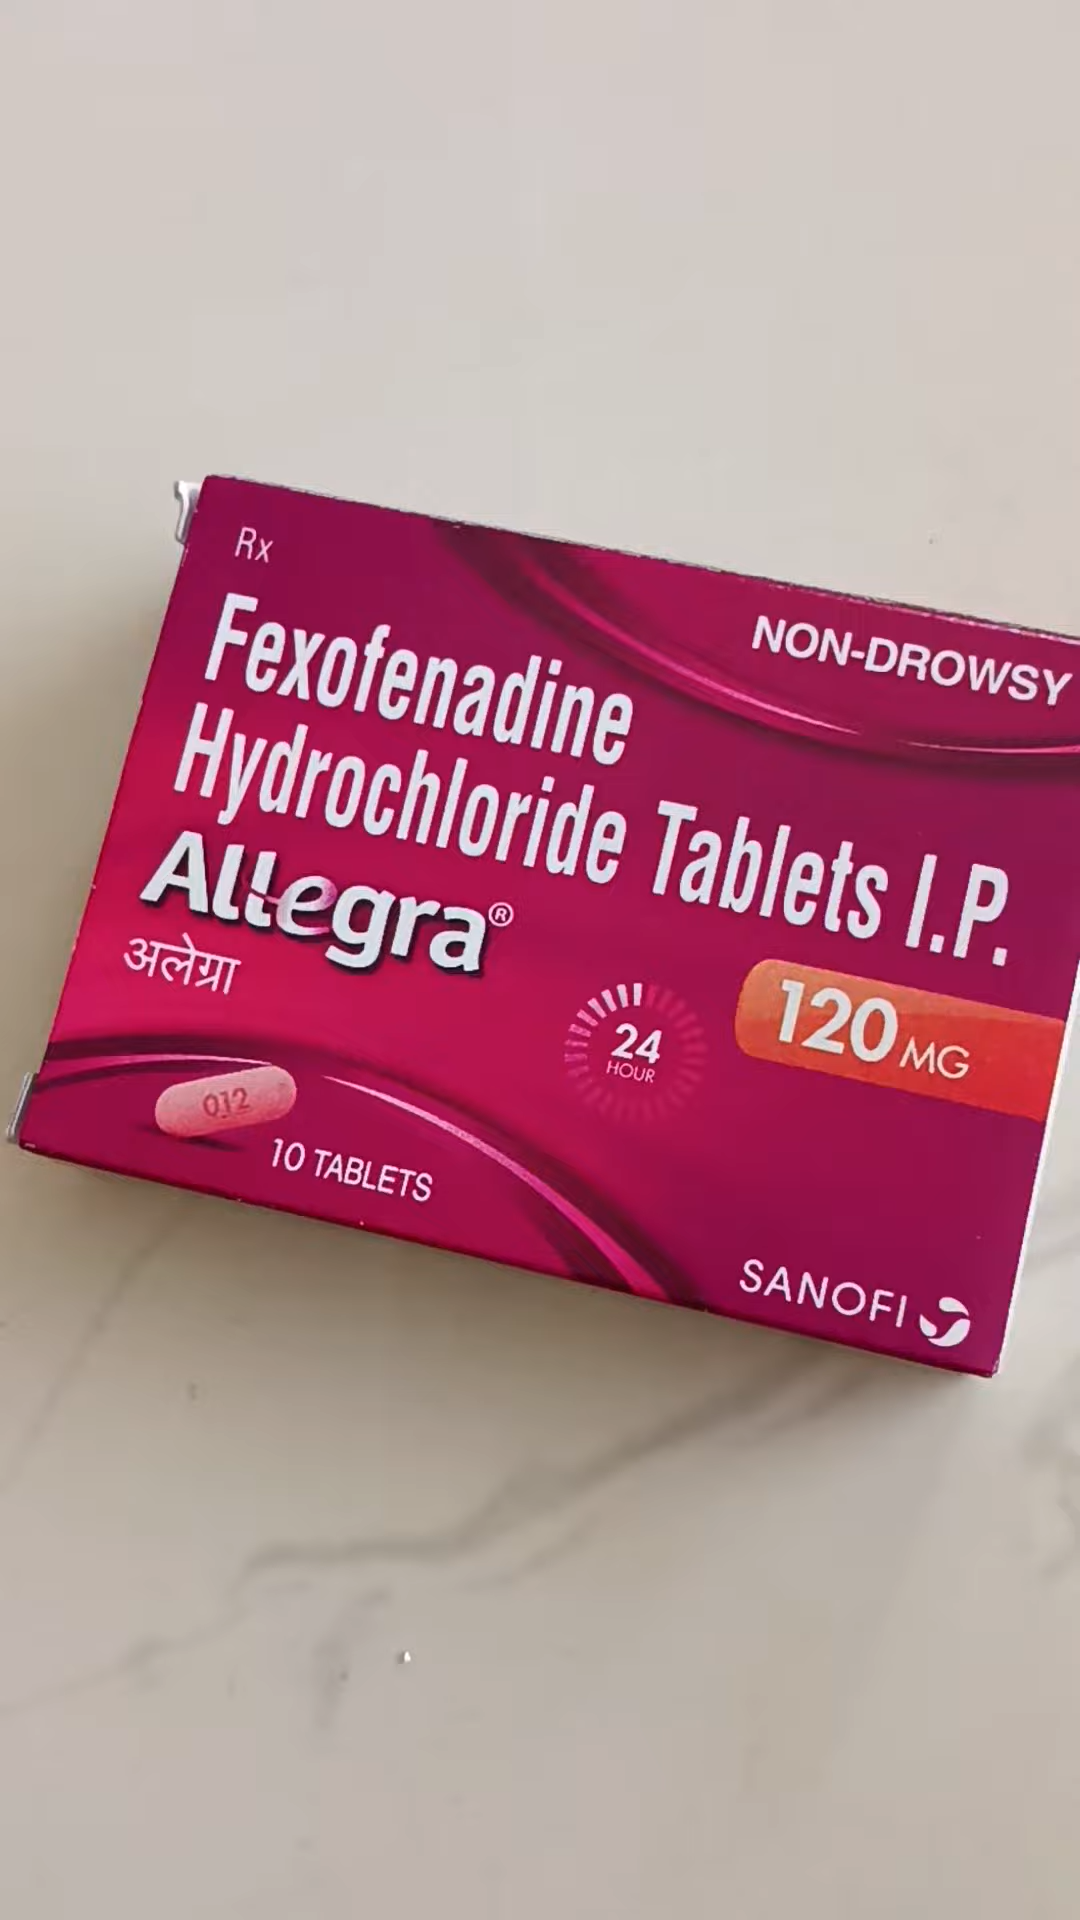 Rx
NON-DROWSY
Fexofenadine
Hydrochloride Tablets I.P.
Allegra®
अलेग्रा
120 MG
24
HOUR
012
10 TABLETS
SANOFI